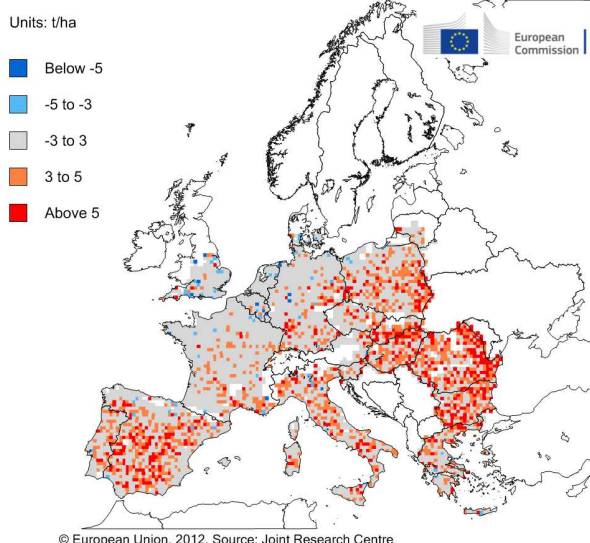 Units: t/ha
European
Commission
Below -5
-5 to -3
-3 to 3
3 to 5
Above 5
© European Union, 2012. Source: Joint Research Centre